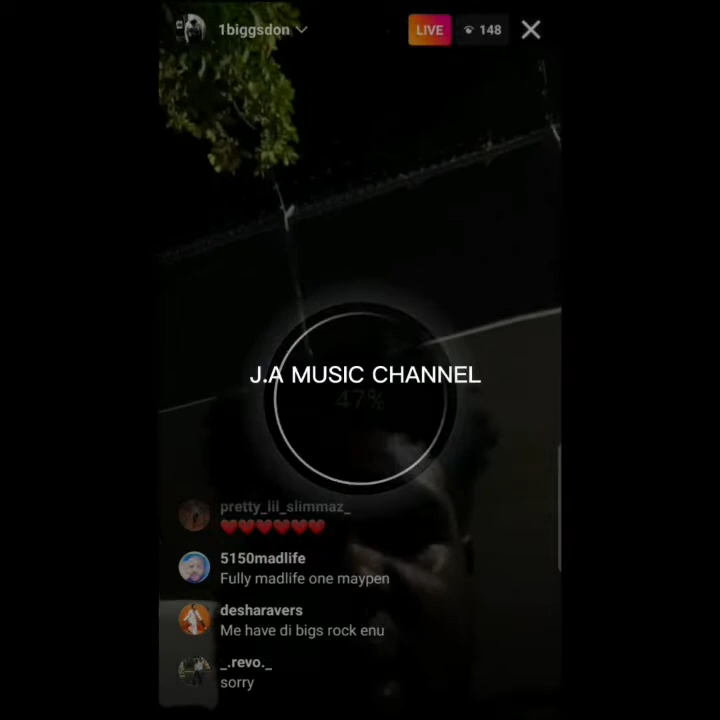 1biggsdon
LIVE
148
J.A MUSIC CHANNEL
47%
pretty_lil_slimmaz_
❤️❤️❤️❤️❤️❤️
5150madlife
Fully madlife one maypen
desharavers
Me have di bigs rock enu
_.revo._
sorry